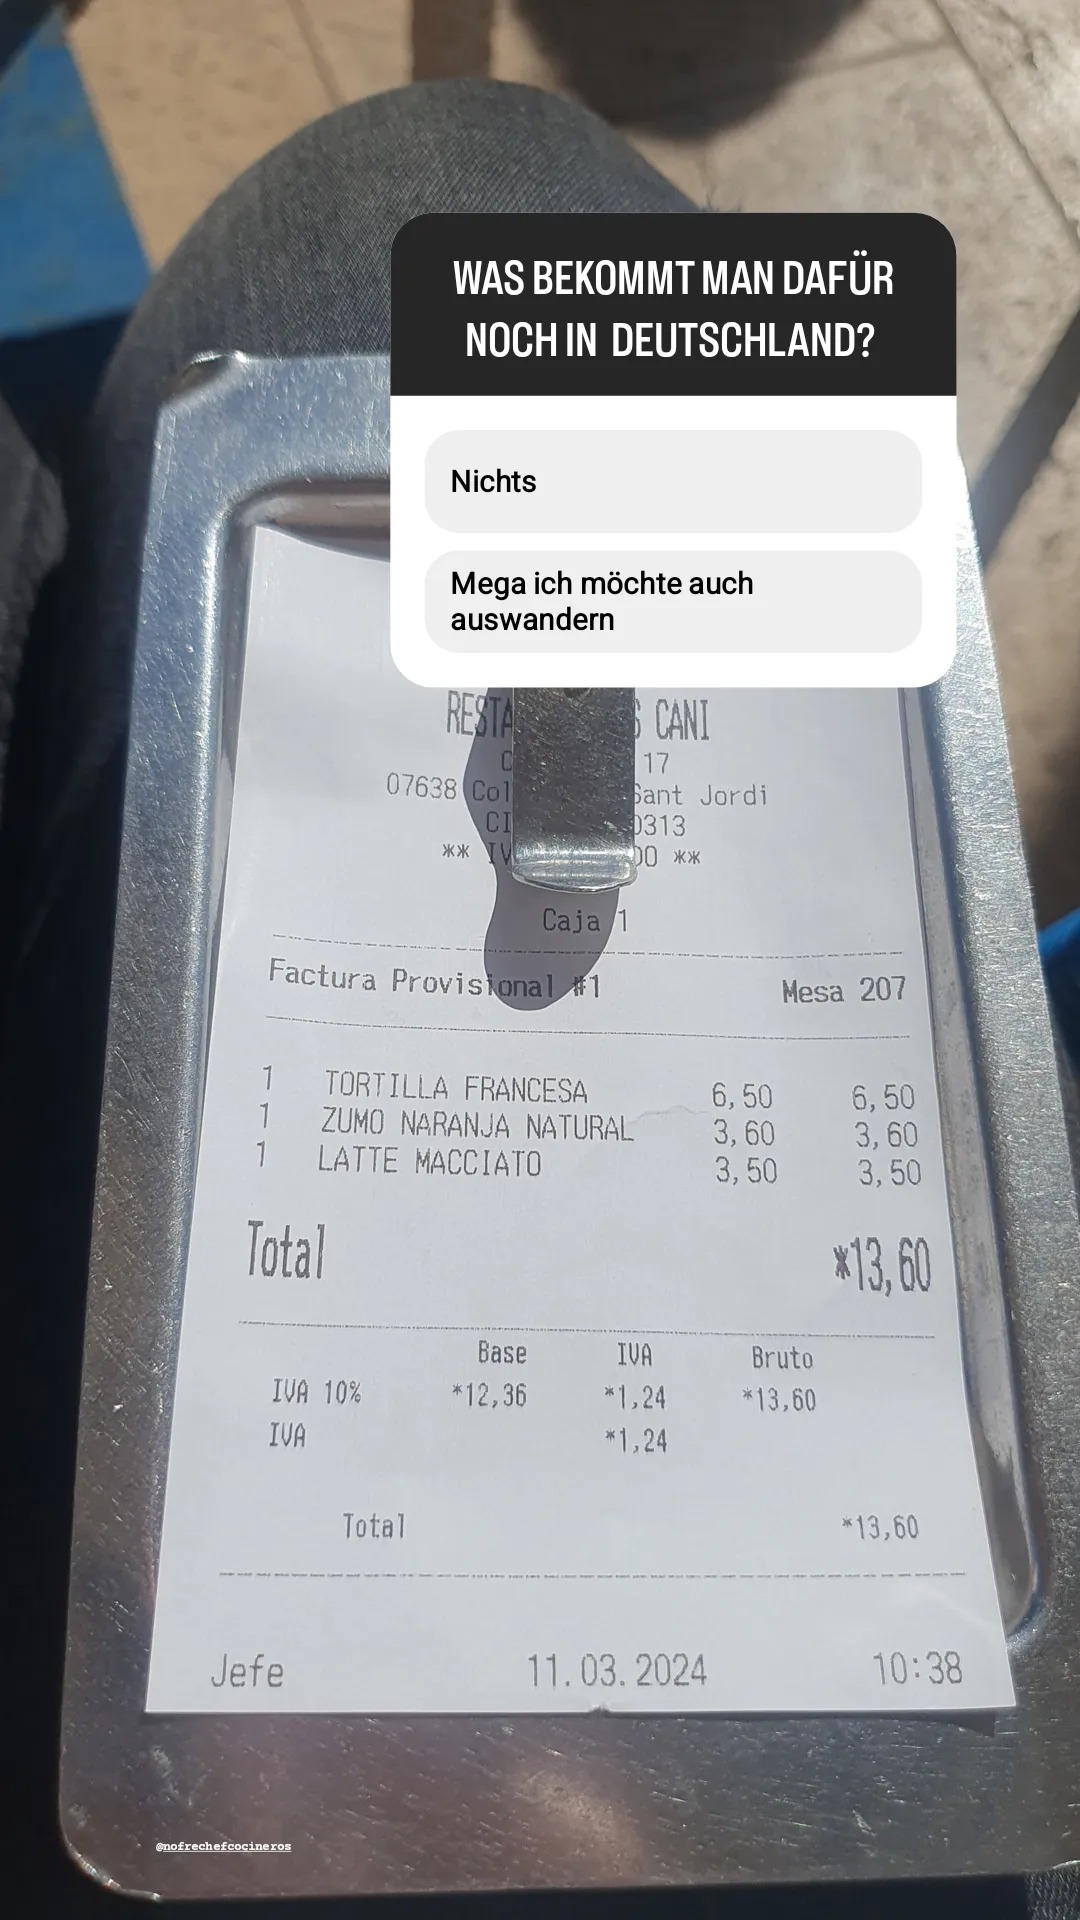 WAS BEKOMMT MAN DAFÜR
NOCH IN DEUTSCHLAND?
Nichts
Mega ich möchte auch
auswandern
CANI
17
07638 Sant Jordi
0313
** **
Caja 1
Factura Provisional #1 Mesa 207
1 TORTILLA FRANCESA 6,50 6,50
1 ZUMO NARANJA NATURAL 3,60 3,60
1 LATTE MACCIATO 3,50 3,50
Total *13,60
Base IVA Bruto
IVA 10% *12,36 *1,24 *13,60
IVA *1,24
Total *13,60
Jefe 11.03.2024 10:38
@nofrechefcocineros